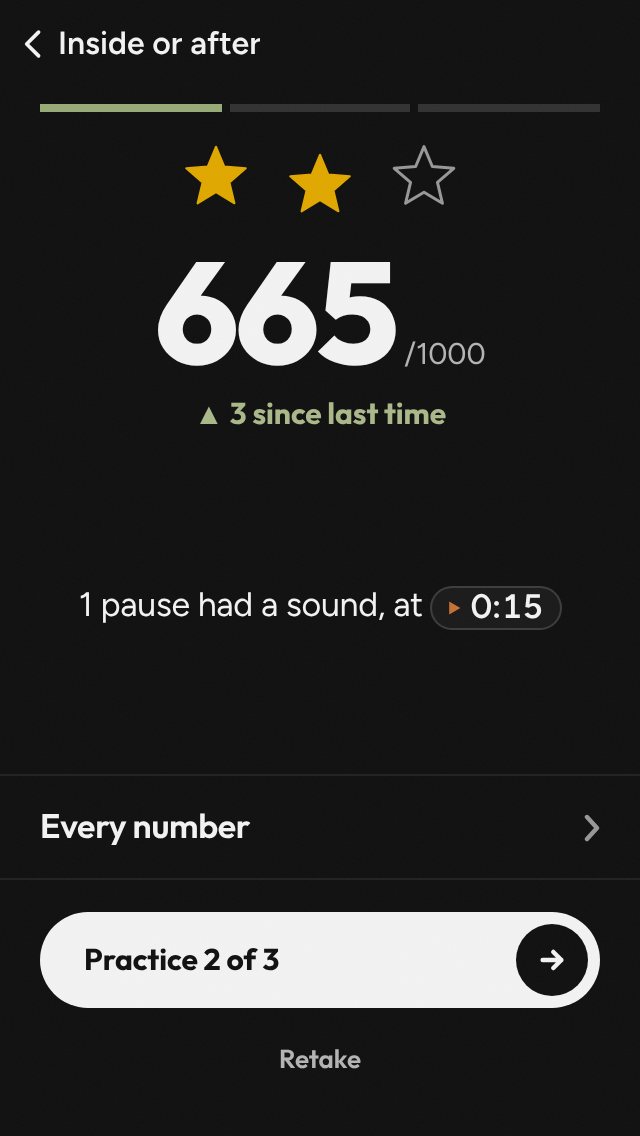 Inside or after
665/1000
▲ 3 since last time
1 pause had a sound, at ▶ 0:15
Every number
Practice 2 of 3
Retake